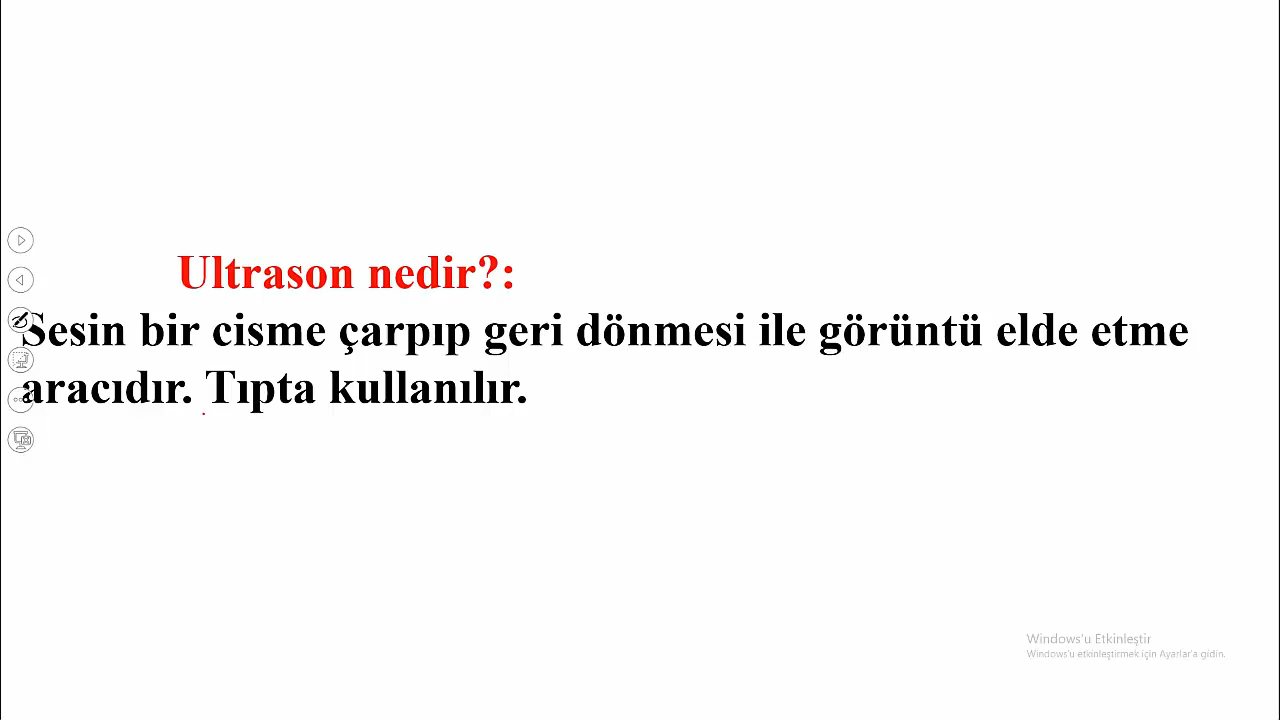 Ultrason nedir?:
Sesin bir cisme çarpıp geri dönmesi ile görüntü elde etme
aracıdır. Tıpta kullanılır.
Windows'u Etkinleştir
Windows'u etkinleştirmek için Ayarlar'a gidin.